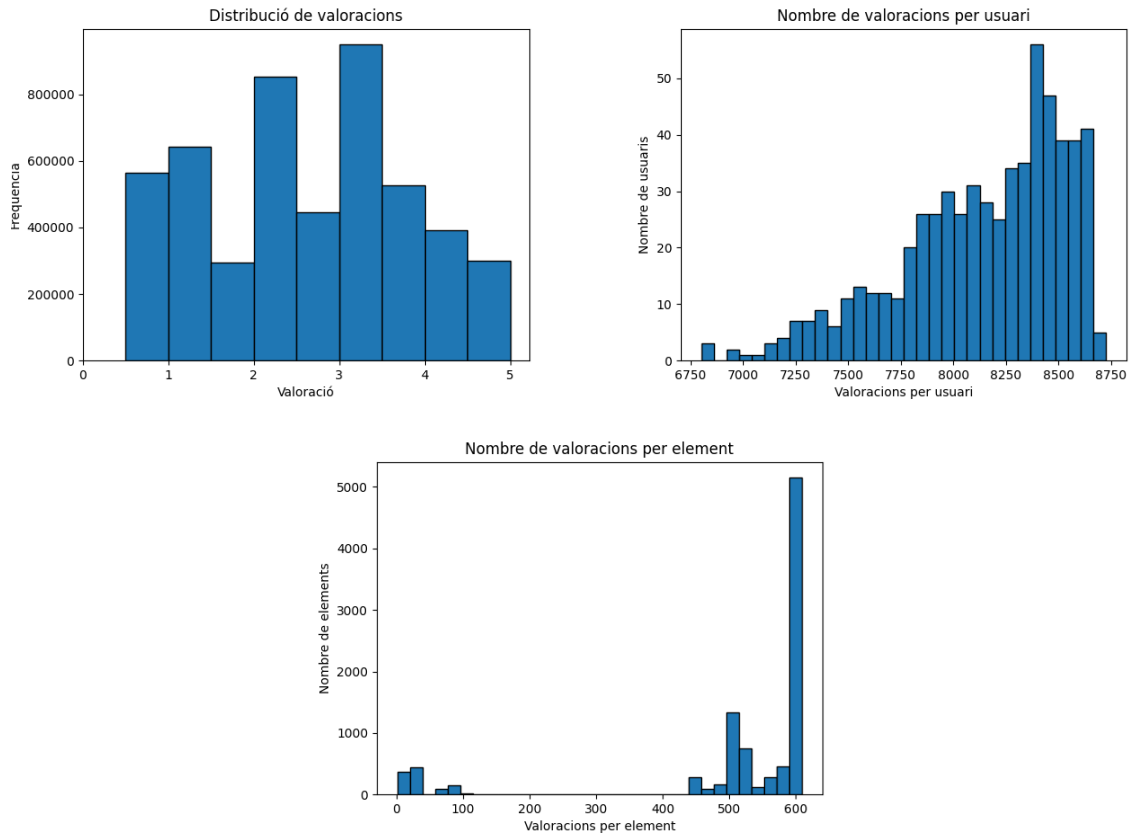 Distribució de valoracions
800000
600000
400000
200000
0
Frequencia
0 1 2 3 4 5
Valoració
Nombre de valoracions per usuari
50
40
30
20
10
0
Nombre de usuaris
6750 7000 7250 7500 7750 8000 8250 8500 8750
Valoracions per usuari
Nombre de valoracions per element
5000
4000
3000
2000
1000
0
Nombre de elements
0 100 200 300 400 500 600
Valoracions per element